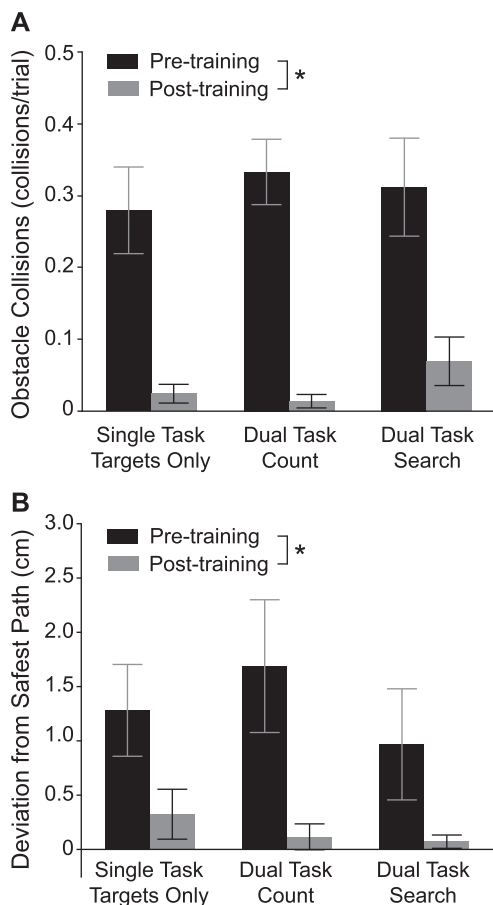 A
Obstacle Collisions (collisions/trial)
0.5
0.4
0.3
0.2
0.1
0
Pre-training
Post-training
*
Single Task
Targets Only
Dual Task
Count
Dual Task
Search
B
Deviation from Safest Path (cm)
3.0
2.5
2.0
1.5
1.0
0.5
0
Pre-training
Post-training
*
Single Task
Targets Only
Dual Task
Count
Dual Task
Search